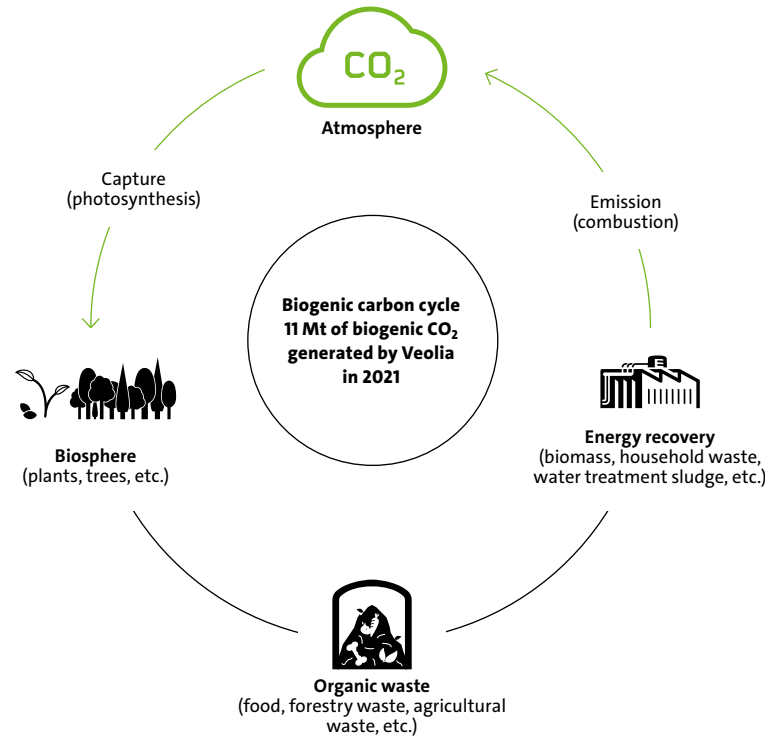 CO₂
Atmosphere
Capture
(photosynthesis)
Emission
(combustion)
Biogenic carbon cycle
11 Mt of biogenic CO₂
generated by Veolia
in 2021
Biosphere
(plants, trees, etc.)
Energy recovery
(biomass, household waste,
water treatment sludge, etc.)
Organic waste
(food, forestry waste, agricultural
waste, etc.)